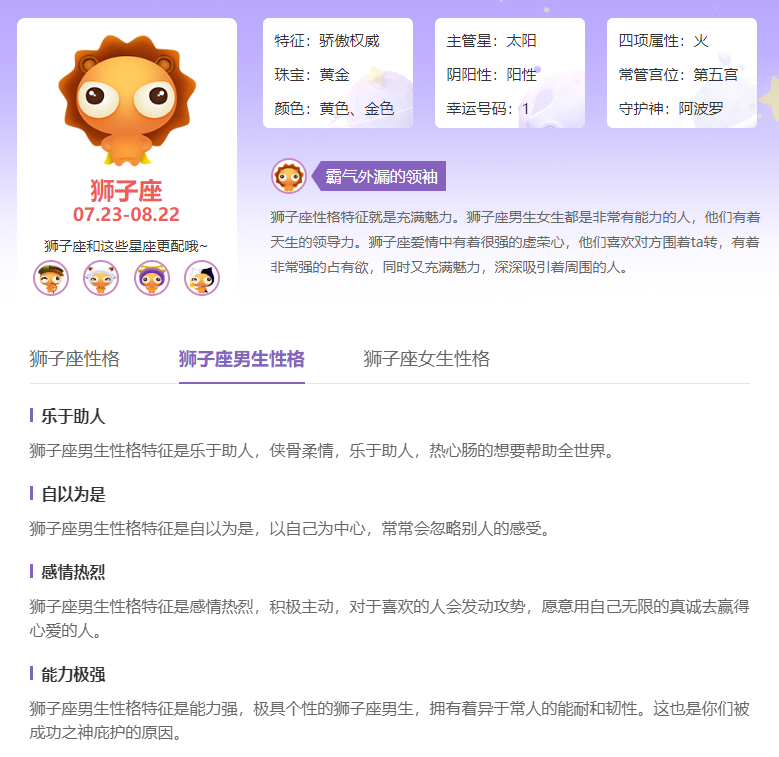 狮子座
07.23-08.22
狮子座和这些星座更配哦~
特征：骄傲权威
珠宝：黄金
颜色：黄色、金色
主管星：太阳
阴阳性：阳性
幸运号码：1
四项属性：火
常管宫位：第五宫
守护神：阿波罗
霸气外漏的领袖
狮子座性格特征就是充满魅力。狮子座男生女生都是非常有能力的人，他们有着
天生的领导力。狮子座爱情中有着很强的虚荣心，他们喜欢对方围着ta转，有着
非常强的占有欲，同时又充满魅力，深深吸引着周围的人。
狮子座性格
狮子座男生性格
狮子座女生性格
乐于助人
狮子座男生性格特征是乐于助人，侠骨柔情，乐于助人，热心肠的想要帮助全世界。
自以为是
狮子座男生性格特征是自以为是，以自己为中心，常常会忽略别人的感受。
感情热烈
狮子座男生性格特征是感情热烈，积极主动，对于喜欢的人会发动攻势，愿意用自己无限的真诚去赢得
心爱的人。
能力极强
狮子座男生性格特征是能力强，极具个性的狮子座男生，拥有着异于常人的能耐和韧性。这也是你们被
成功之神庇护的原因。